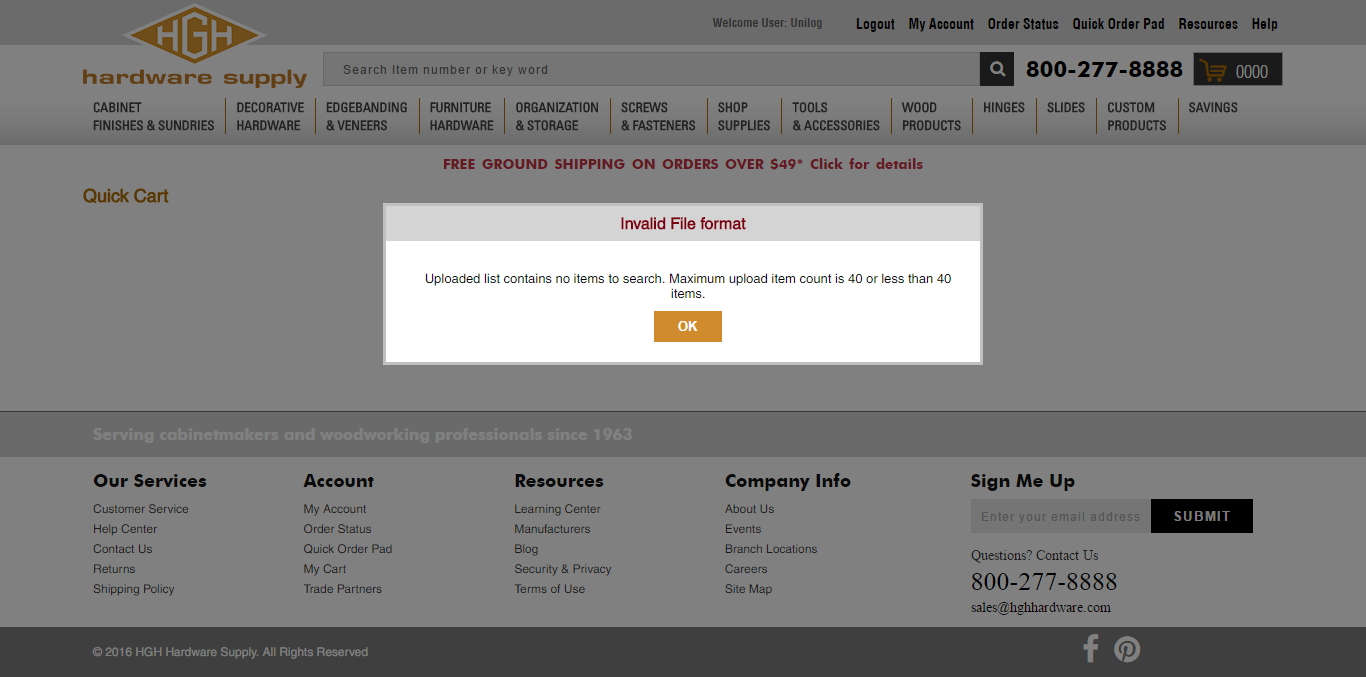 HGH
hardware supply
Welcome User: Unilog
Logout My Account Order Status Quick Order Pad Resources Help
Search Item number or key word
800-277-8888
0000
CABINET
FINISHES & SUNDRIES
DECORATIVE
HARDWARE
EDGEBANDING
& VENEERS
FURNITURE
HARDWARE
ORGANIZATION
& STORAGE
SCREWS
& FASTENERS
SHOP
SUPPLIES
TOOLS
& ACCESSORIES
WOOD
PRODUCTS
HINGES
SLIDES
CUSTOM
PRODUCTS
SAVINGS
FREE GROUND SHIPPING ON ORDERS OVER $49* Click for details
Quick Cart
Invalid File format
Uploaded list contains no items to search. Maximum upload item count is 40 or less than 40
items.
OK
Serving cabinetmakers and woodworking professionals since 1963
Our Services
Customer Service
Help Center
Contact Us
Returns
Shipping Policy
Account
My Account
Order Status
Quick Order Pad
My Cart
Trade Partners
Resources
Learning Center
Manufacturers
Blog
Security & Privacy
Terms of Use
Company Info
About Us
Events
Branch Locations
Careers
Site Map
Sign Me Up
Enter your email address
SUBMIT
Questions? Contact Us
800-277-8888
sales@hghhardware.com
© 2016 HGH Hardware Supply. All Rights Reserved